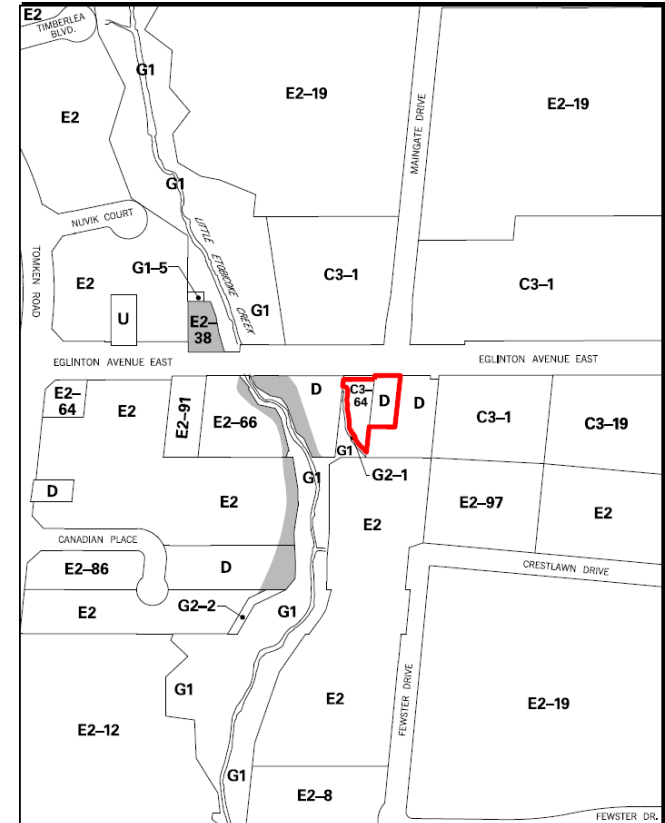 E2
TIMBERLEA
BLVD.
G1
E2–19
E2–19
E2
MAINGATE DRIVE
G1
NUVIK COURT
LITTLE ETOBICOKE CREEK
TOMKEN ROAD
G1–5
C3–1
E2
C3–1
G1
U
E2–
38
EGLINTON AVENUE EAST
EGLINTON AVENUE EAST
E2–
64
E2
E2–91
E2–66
D
C3–
64
D
D
C3–1
C3–19
G1
G2–1
G1
D
E2
E2
E2–97
E2
CANADIAN PLACE
E2–86
D
CRESTLAWN DRIVE
E2
G2–2
G1
G1
E2
FEWSTER DRIVE
E2–19
E2–12
G1
E2–8
FEWSTER DR.